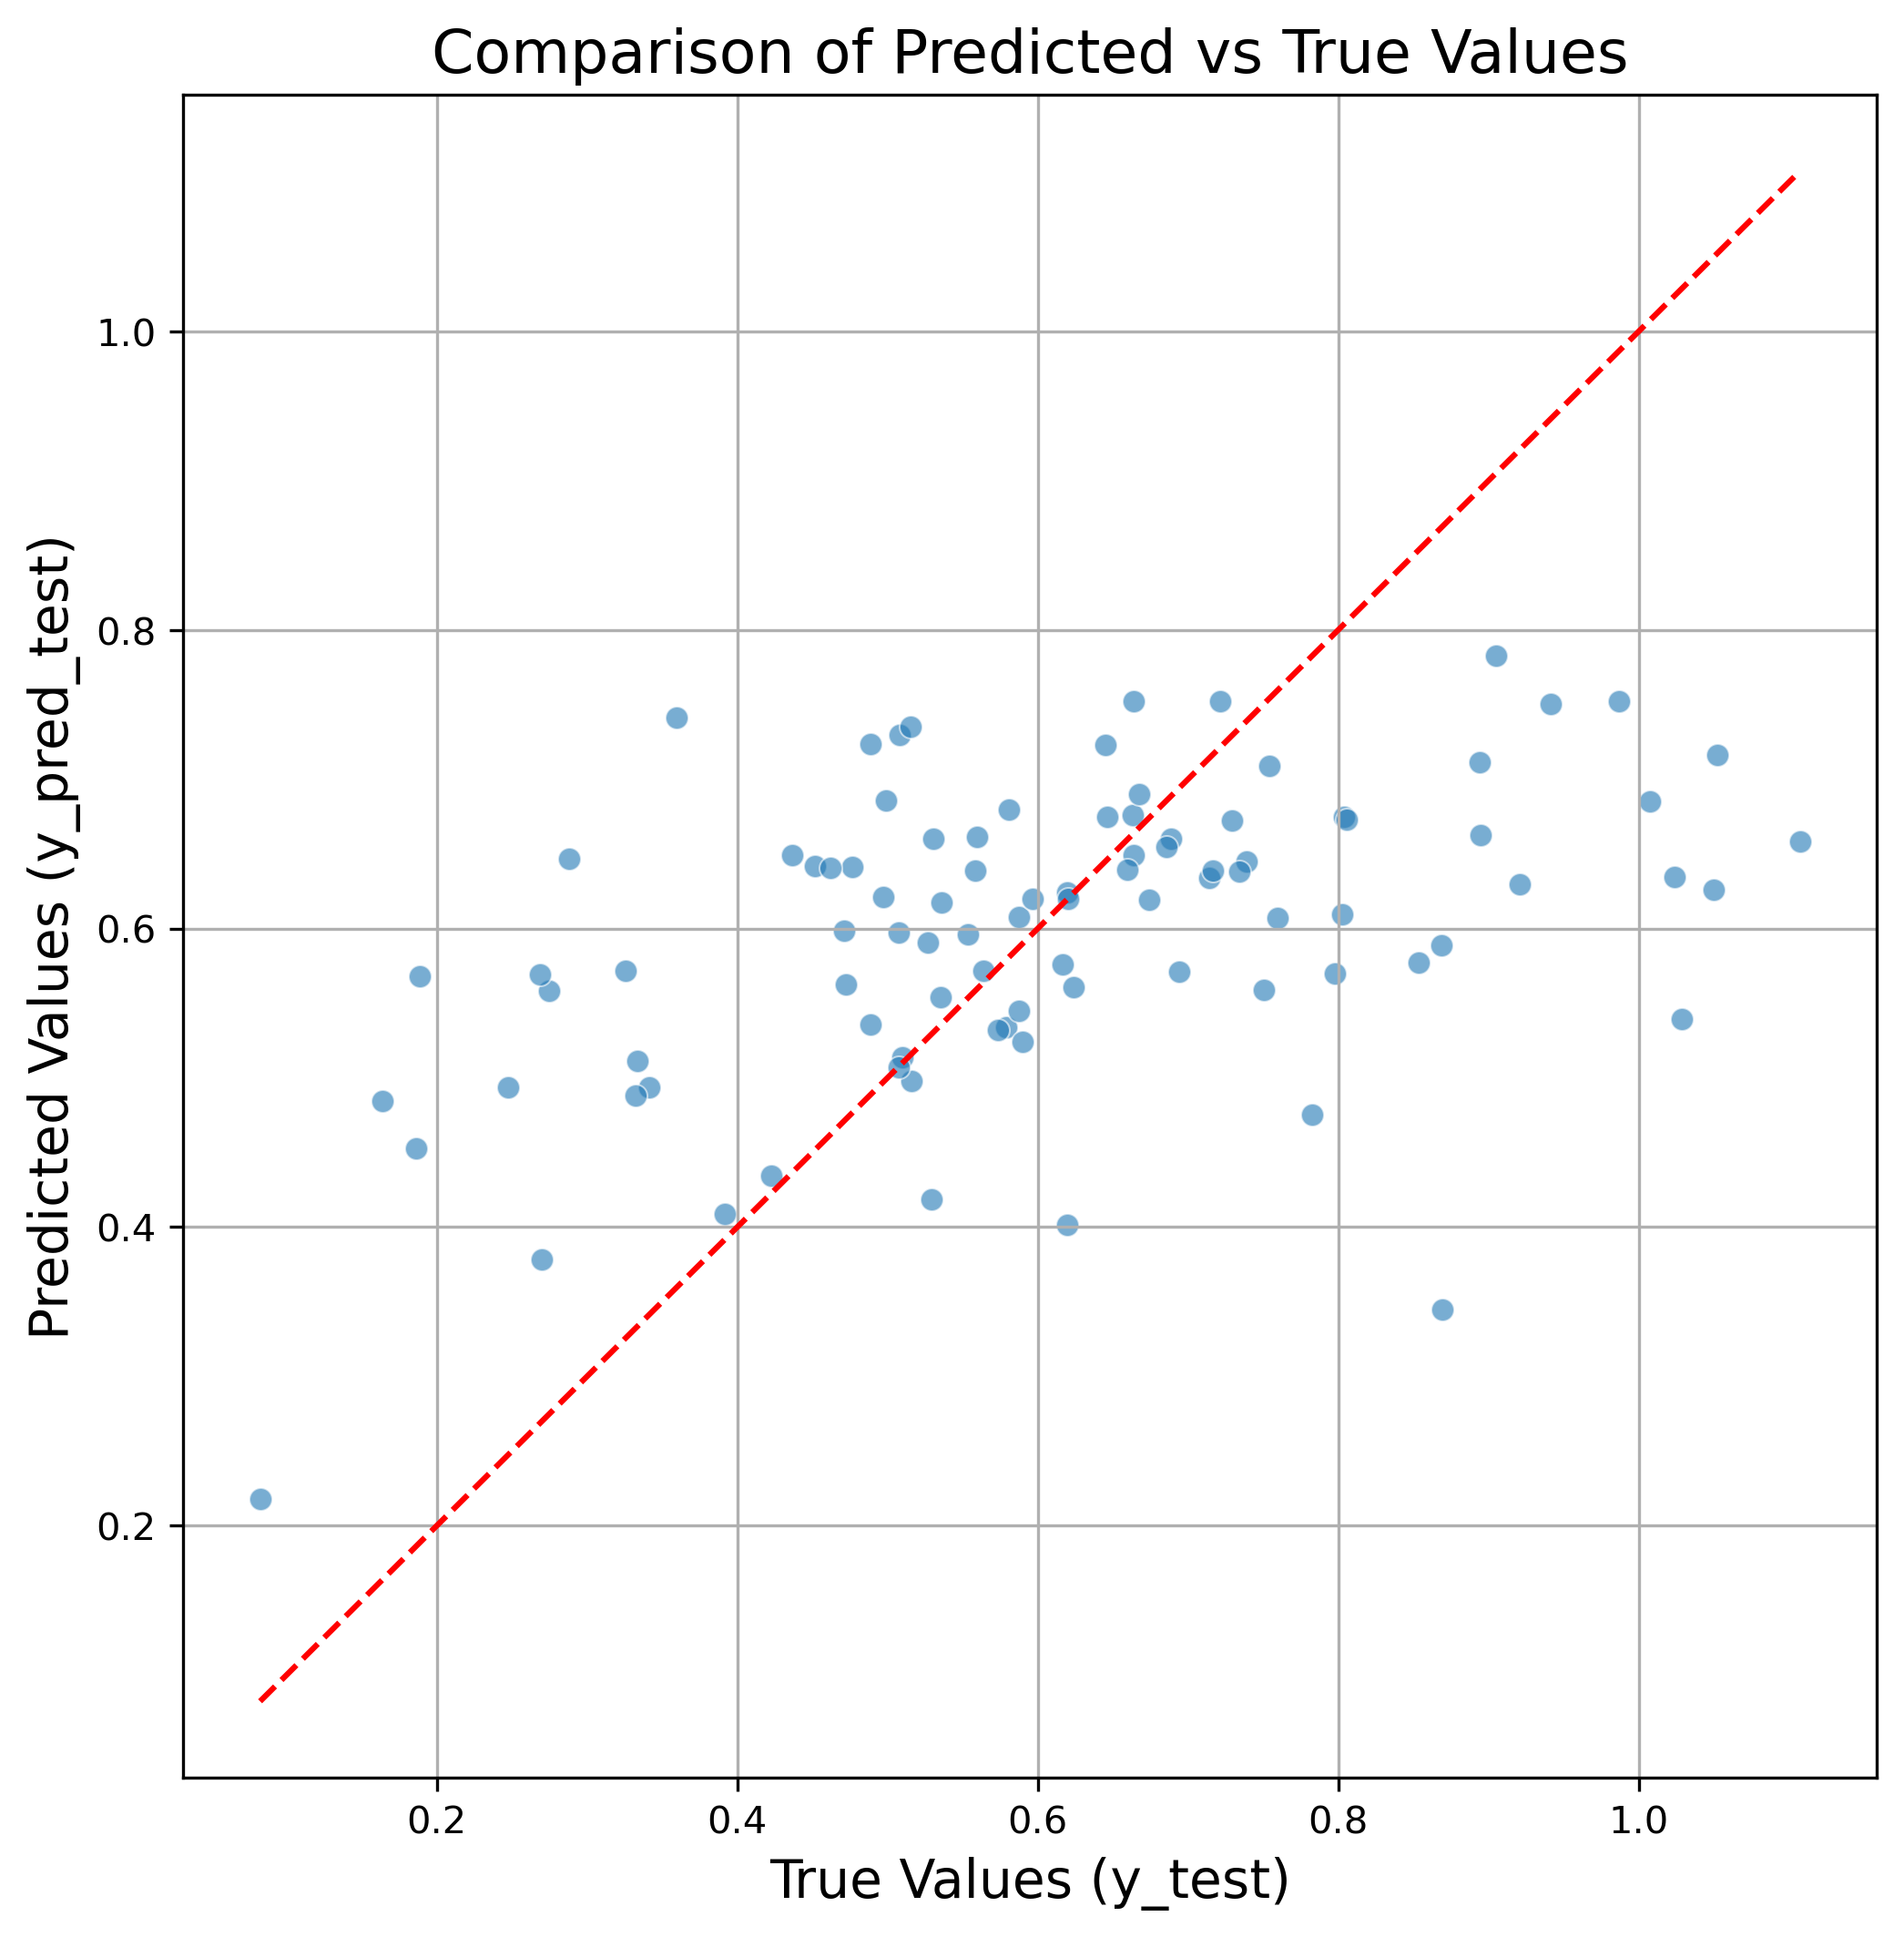 Comparison of Predicted vs True Values
Predicted Values (y_pred_test)
1.0
0.8
0.6
0.4
0.2
0.2 0.4 0.6 0.8 1.0
True Values (y_test)